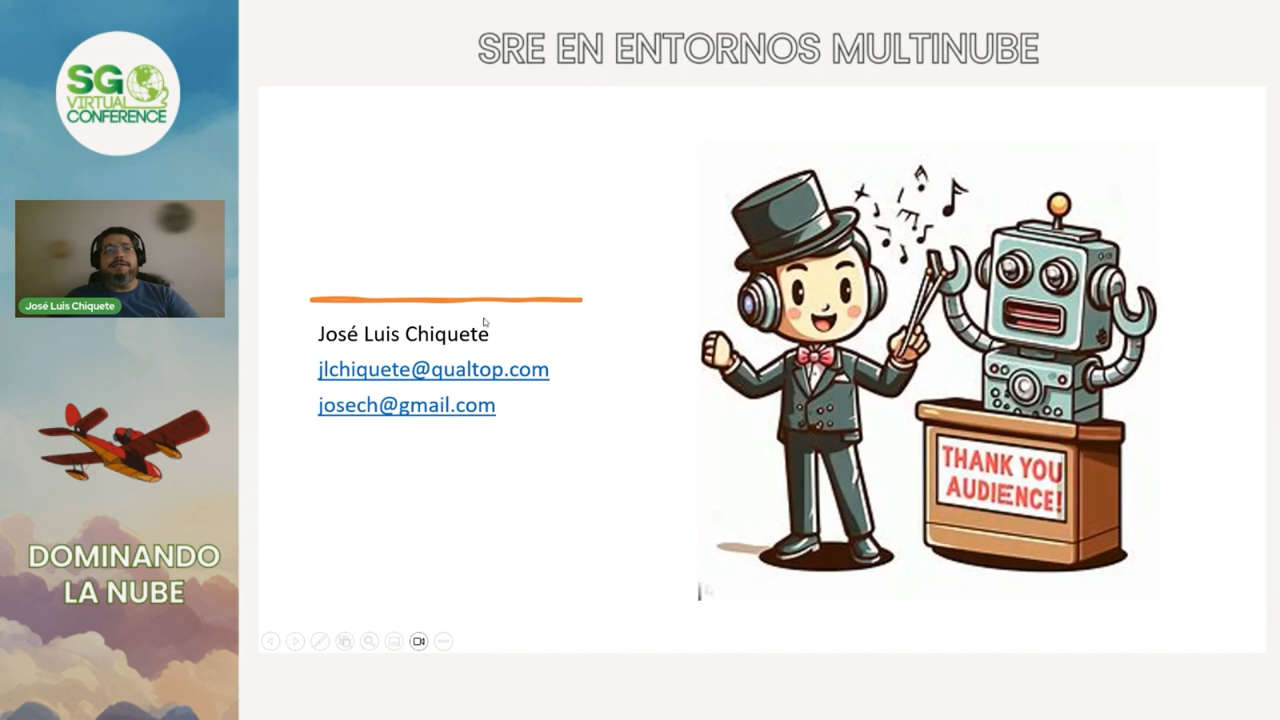 SRE EN ENTORNOS MULTINUBE
SG
VIRTUAL
CONFERENCE
José Luis Chiquete
DOMINANDO
LA NUBE
José Luis Chiquete
jlchiquete@qualtop.com
josech@gmail.com
THANK YOU
AUDIENCE!